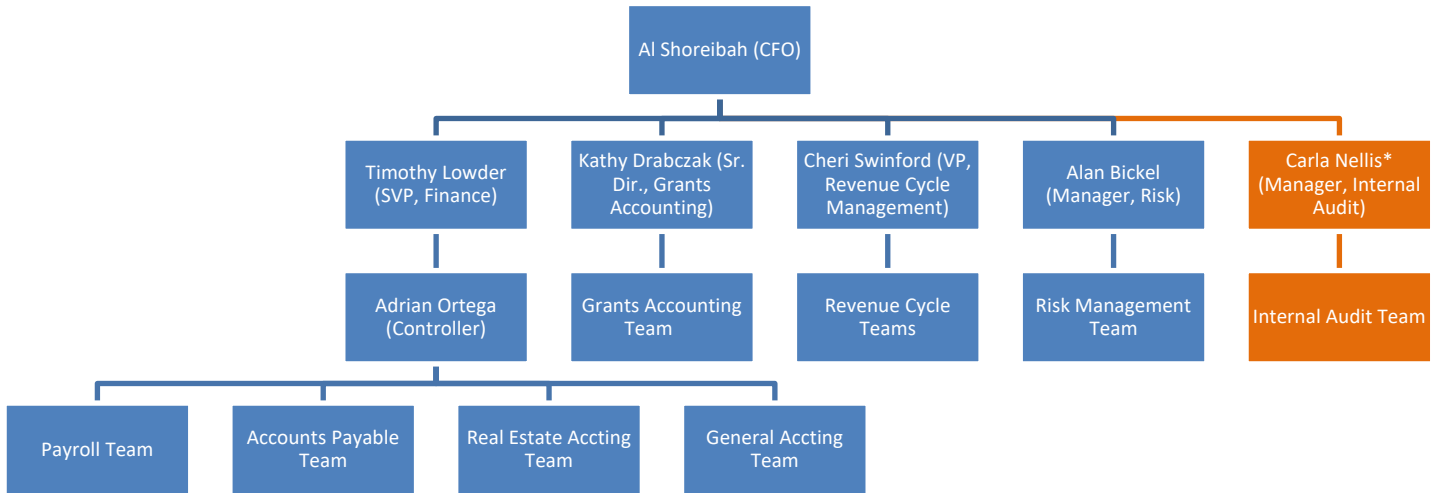 Al Shoreibah (CFO)
Timothy Lowder
(SVP, Finance)
Kathy Drabczak (Sr.
Dir., Grants
Accounting)
Cheri Swinford (VP,
Revenue Cycle
Management)
Alan Bickel
(Manager, Risk)
Carla Nellis*
(Manager, Internal
Audit)
Adrian Ortega
(Controller)
Grants Accounting
Team
Revenue Cycle
Teams
Risk Management
Team
Internal Audit Team
Payroll Team
Accounts Payable
Team
Real Estate Accting
Team
General Accting
Team